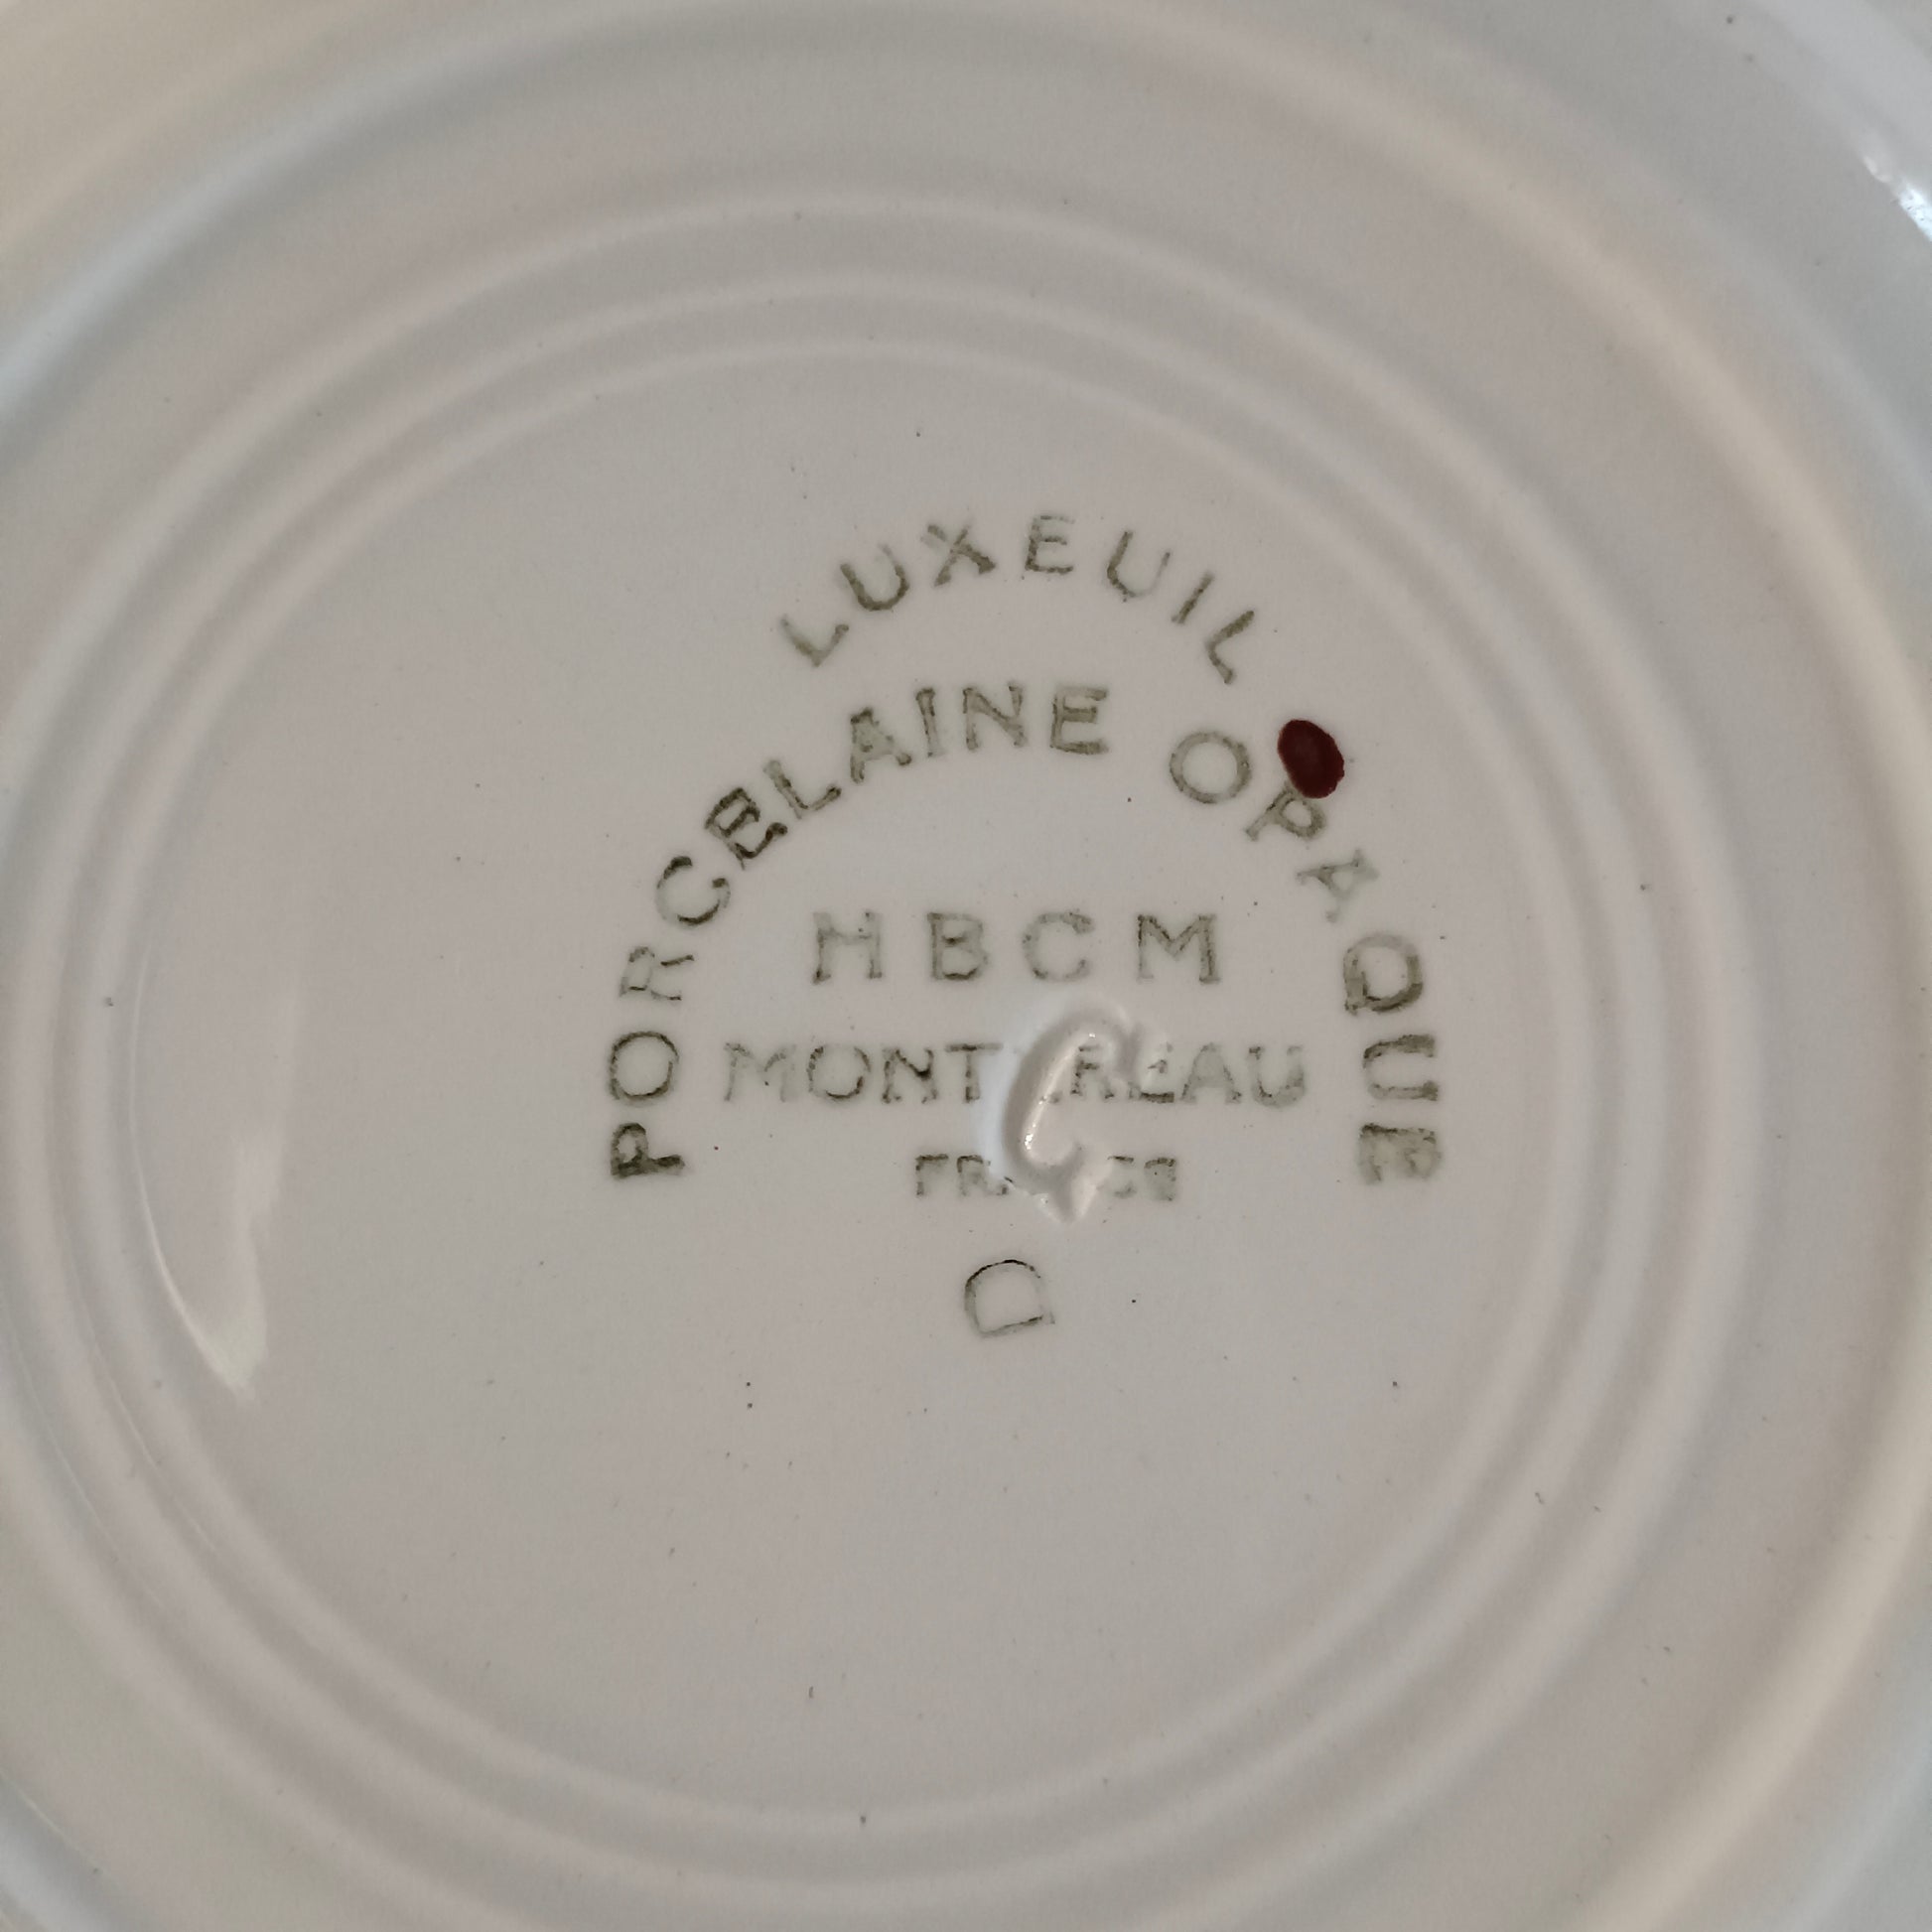 LUXEUIL
PORCELAINE OPAQUE
HBCM
MONTEREAU
FRANCE
G
D